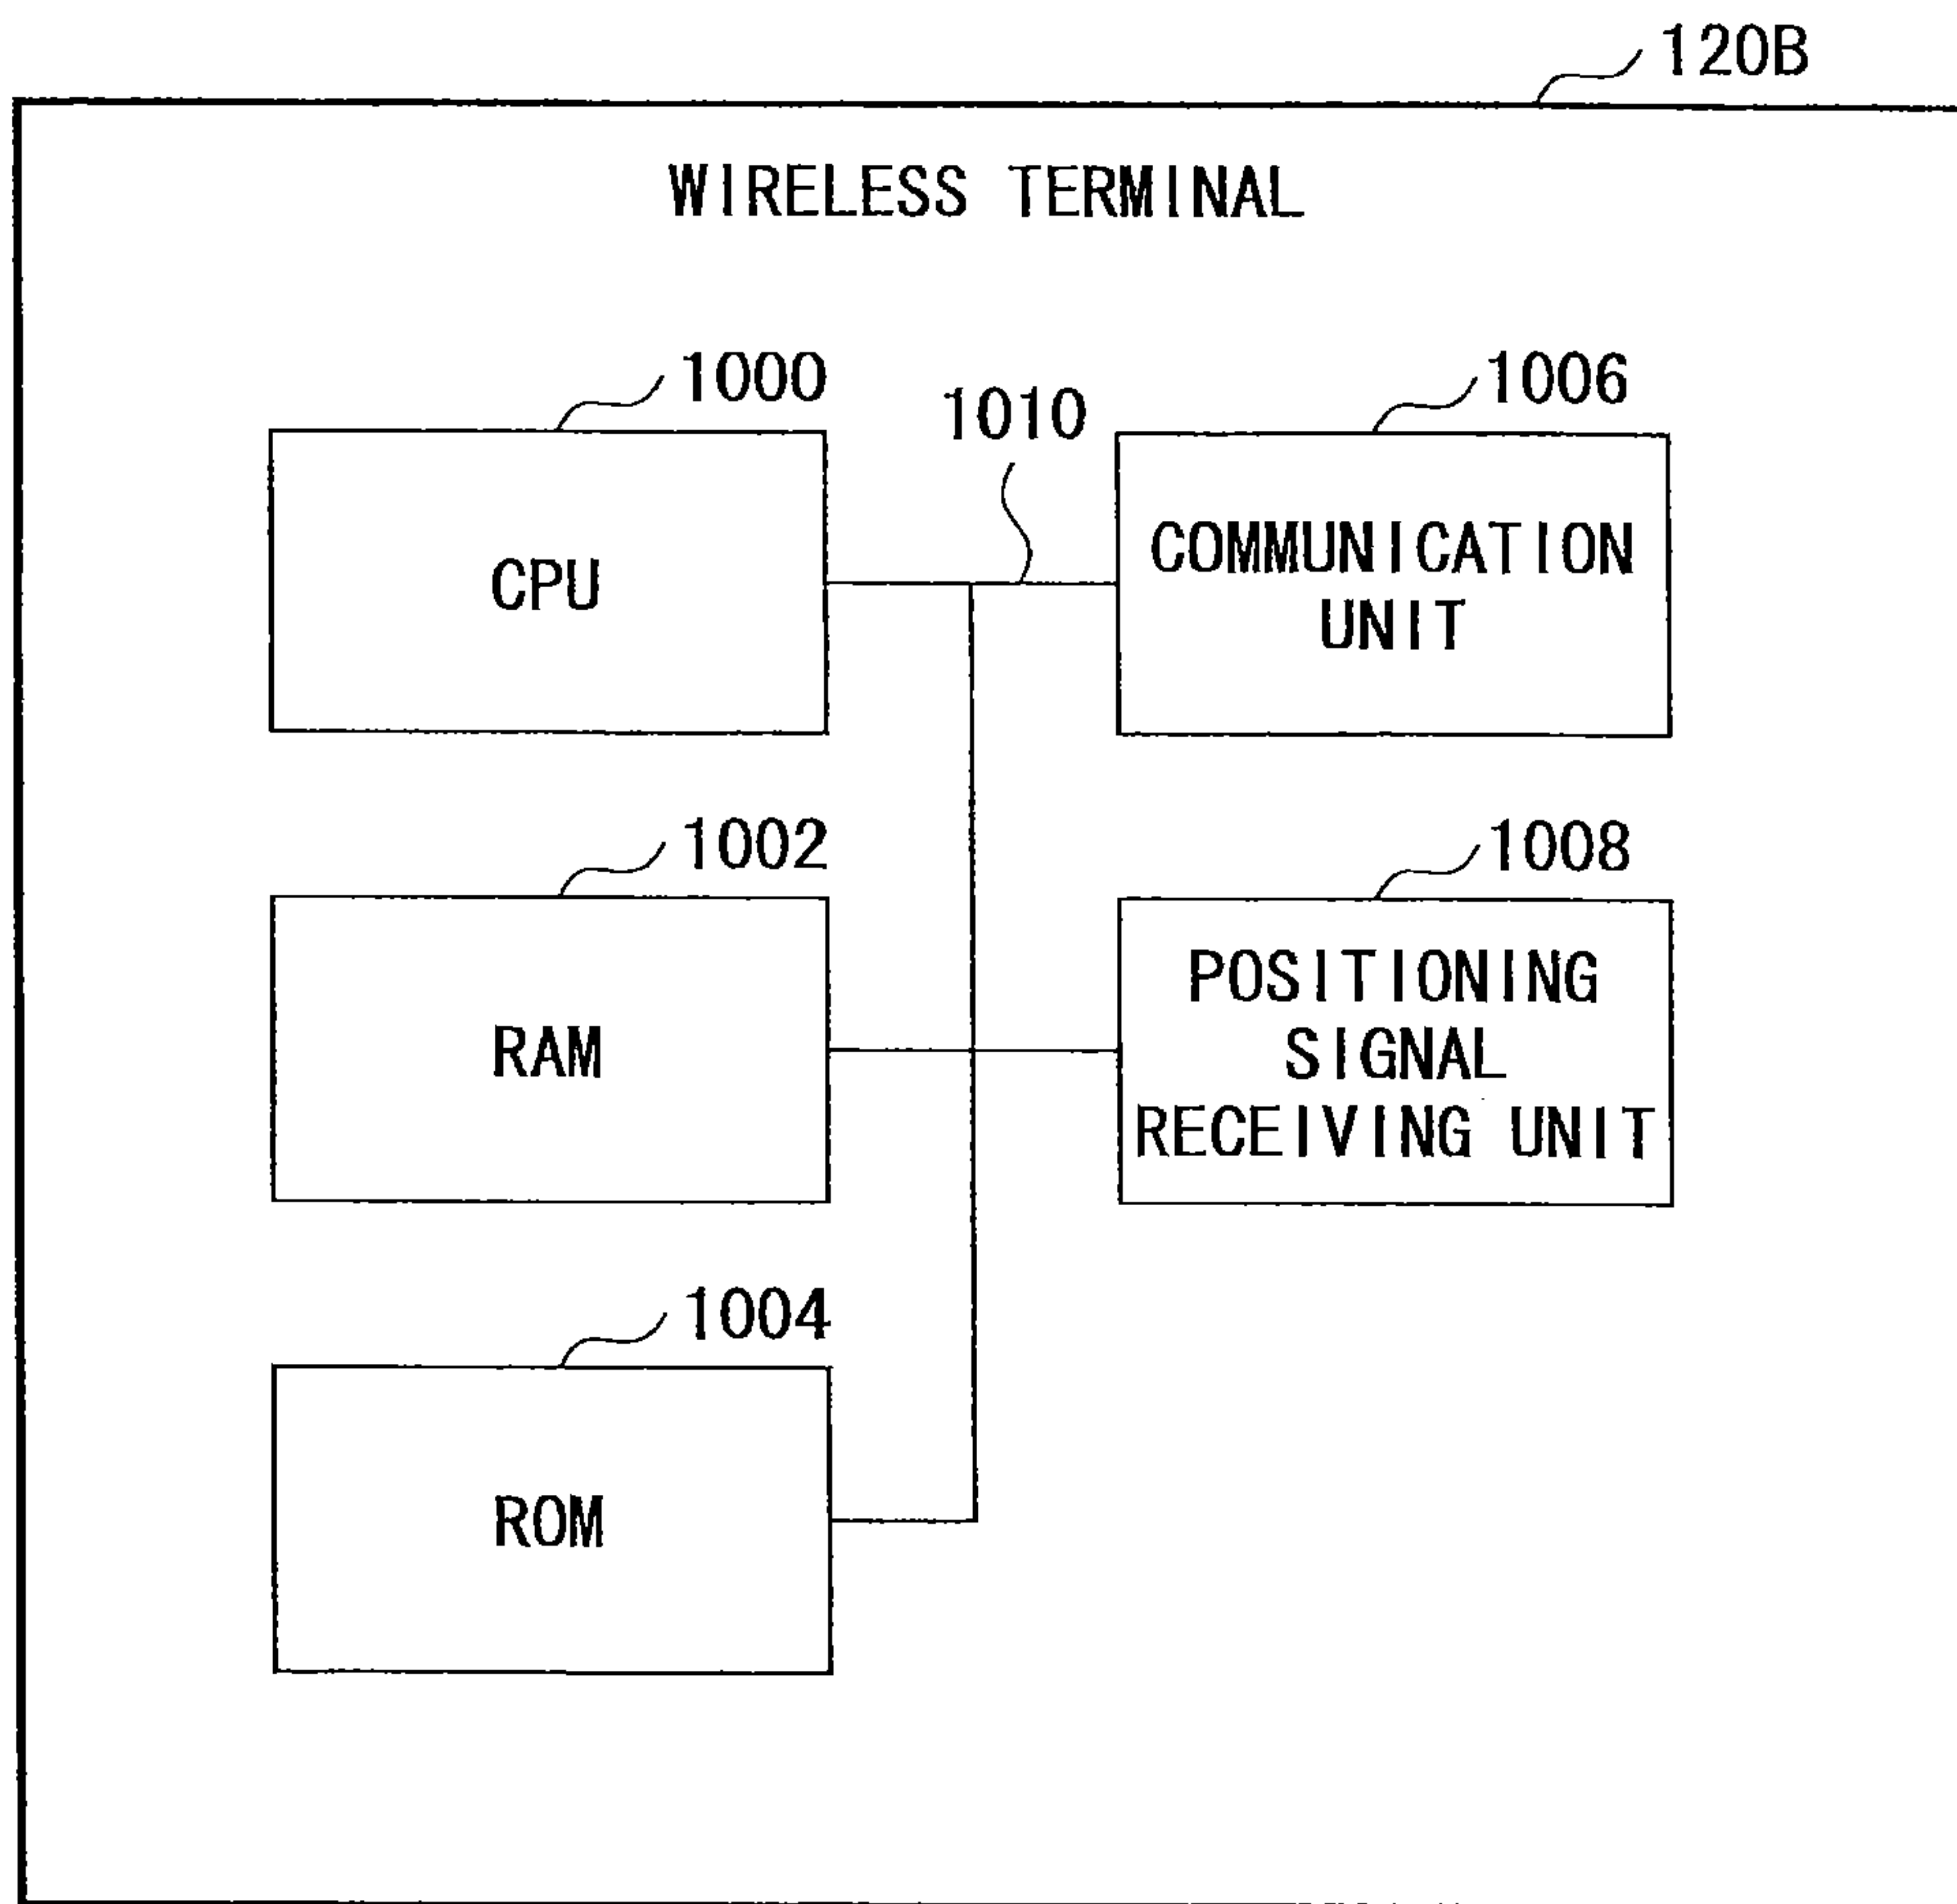 120B
WIRELESS TERMINAL
1000
1010
1006
CPU
COMMUNICATION
UNIT
1002
1008
RAM
POSITIONING
SIGNAL
RECEIVING UNIT
1004
ROM